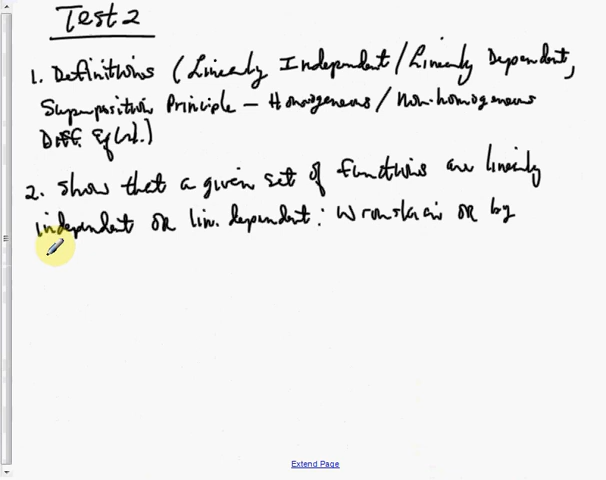 Test 2
1. Definitions (Linearly Independent / Linearly Dependent,
Superposition Principle - Homogeneous / Non-homogeneous
Diff. Eq(n).)
2. Show that a given set of functions are linearly
independent or lin. dependent: Wronskian or by
Extend Page